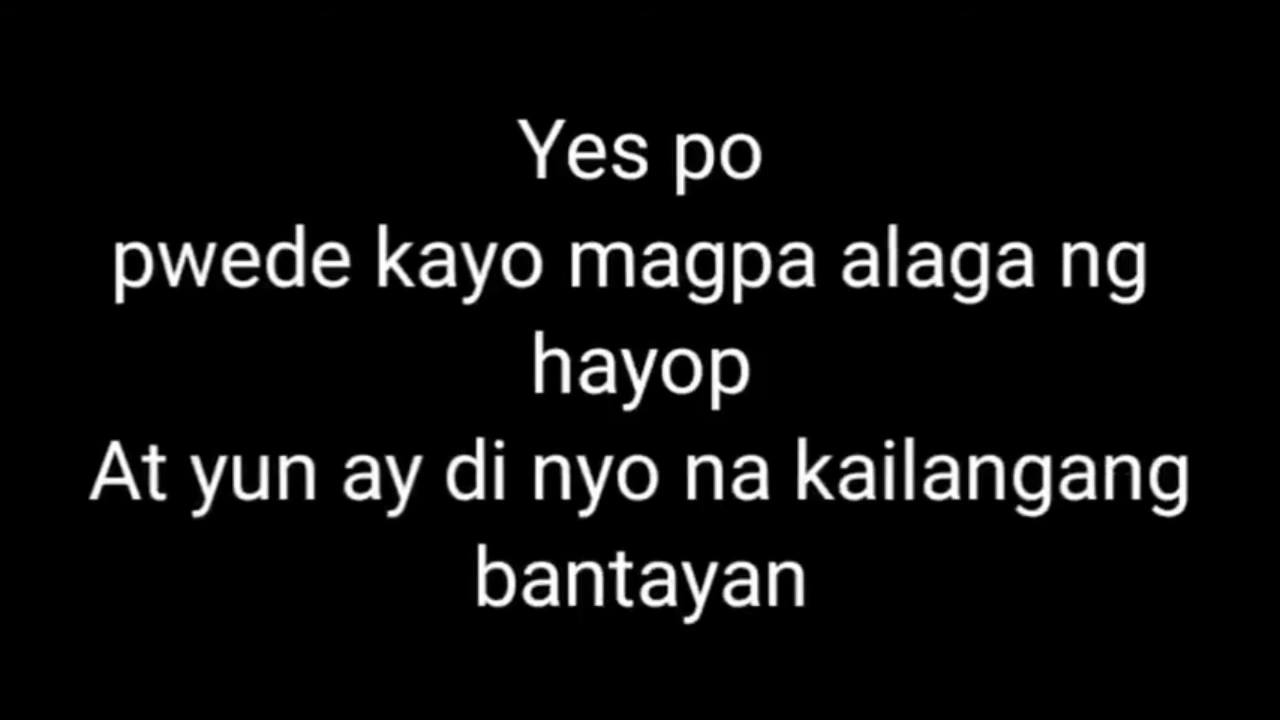 Yes po
pwede kayo magpa alaga ng
hayop
At yun ay di nyo na kailangang
bantayan